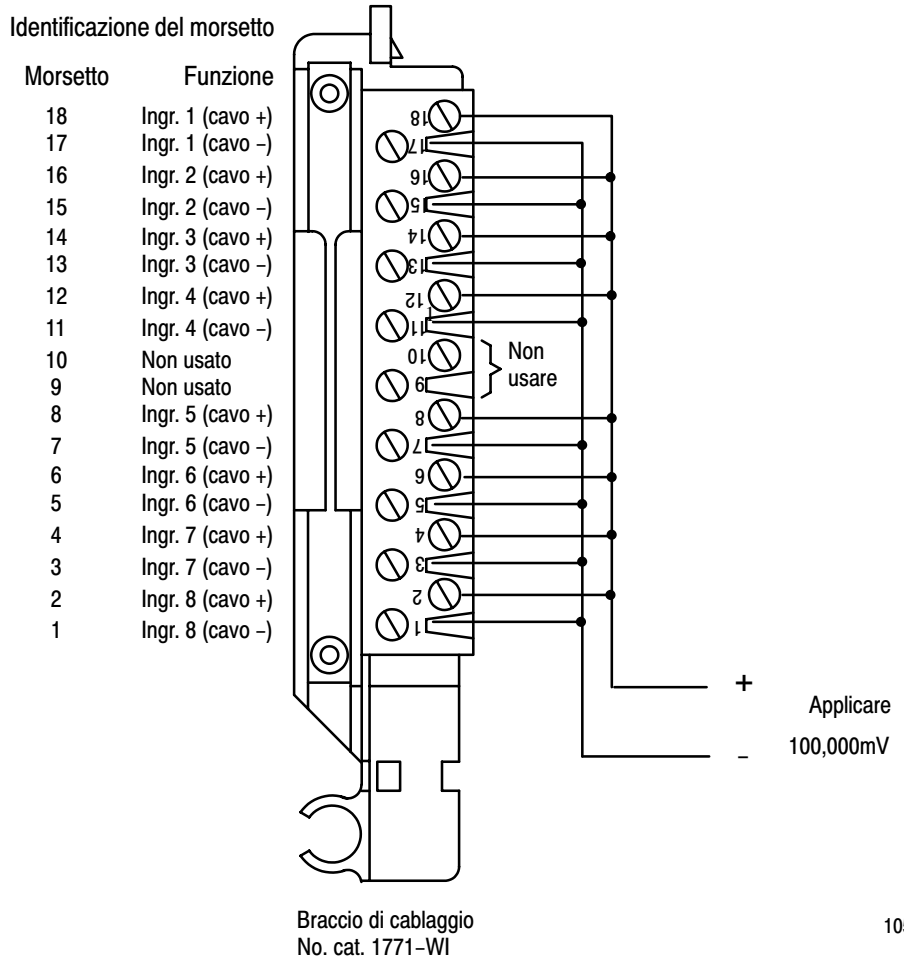 Identificazione del morsetto
Morsetto Funzione
18 Ingr. 1 (cavo +)
17 Ingr. 1 (cavo –)
16 Ingr. 2 (cavo +)
15 Ingr. 2 (cavo –)
14 Ingr. 3 (cavo +)
13 Ingr. 3 (cavo –)
12 Ingr. 4 (cavo +)
11 Ingr. 4 (cavo –)
10 Non usato
9 Non usato
8 Ingr. 5 (cavo +)
7 Ingr. 5 (cavo –)
6 Ingr. 6 (cavo +)
5 Ingr. 6 (cavo –)
4 Ingr. 7 (cavo +)
3 Ingr. 7 (cavo –)
2 Ingr. 8 (cavo +)
1 Ingr. 8 (cavo –)
18
17
16
15
14
13
12
11
10
9
8
7
6
5
4
3
2
1
Non
usare
+
Applicare
– 100,000mV
Braccio di cablaggio
No. cat. 1771–WI
105